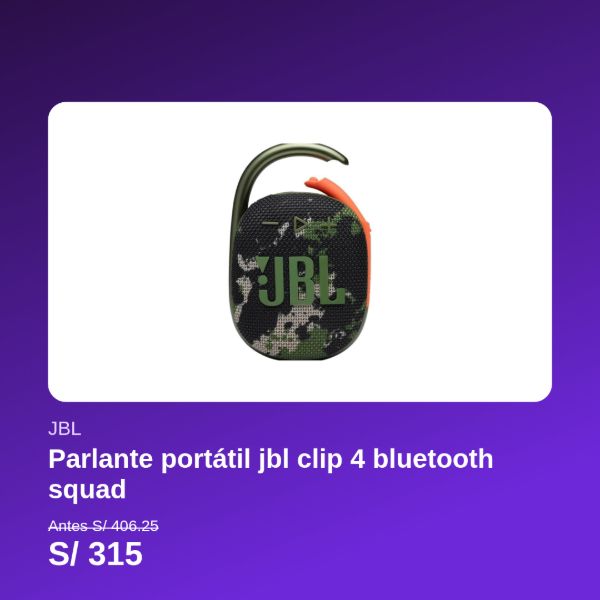 JBL
JBL
Parlante portátil jbl clip 4 bluetooth
squad
Antes S/ 406.25
S/ 315